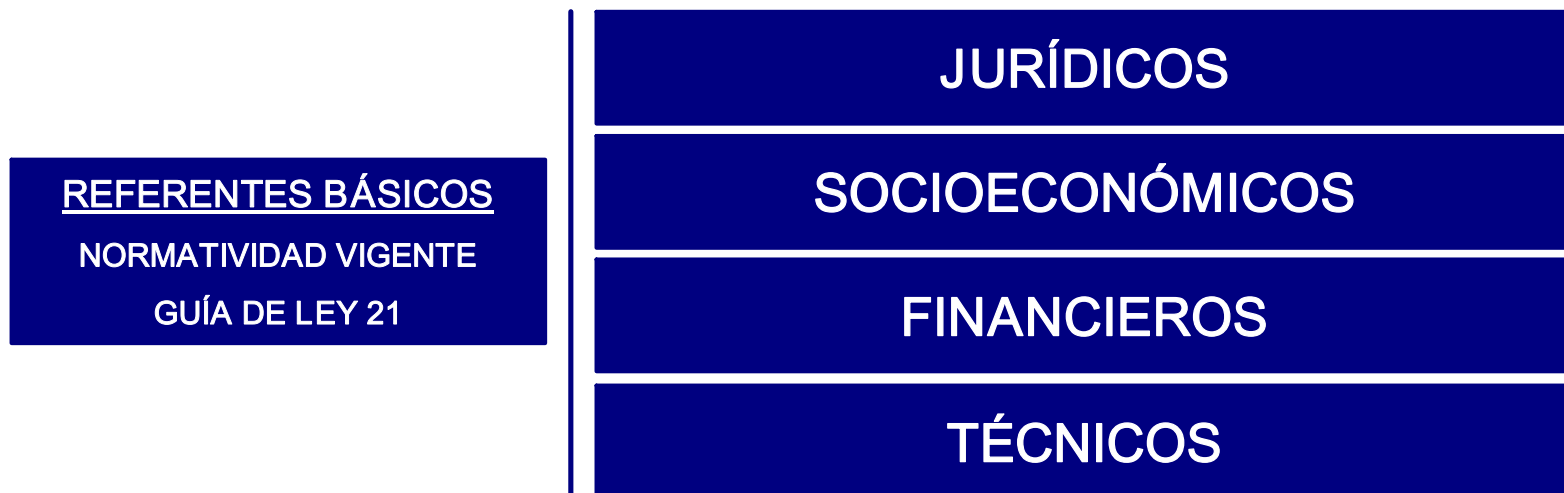 REFERENTES BÁSICOS
NORMATIVIDAD VIGENTE
GUÍA DE LEY 21
JURÍDICOS
SOCIOECONÓMICOS
FINANCIEROS
TÉCNICOS